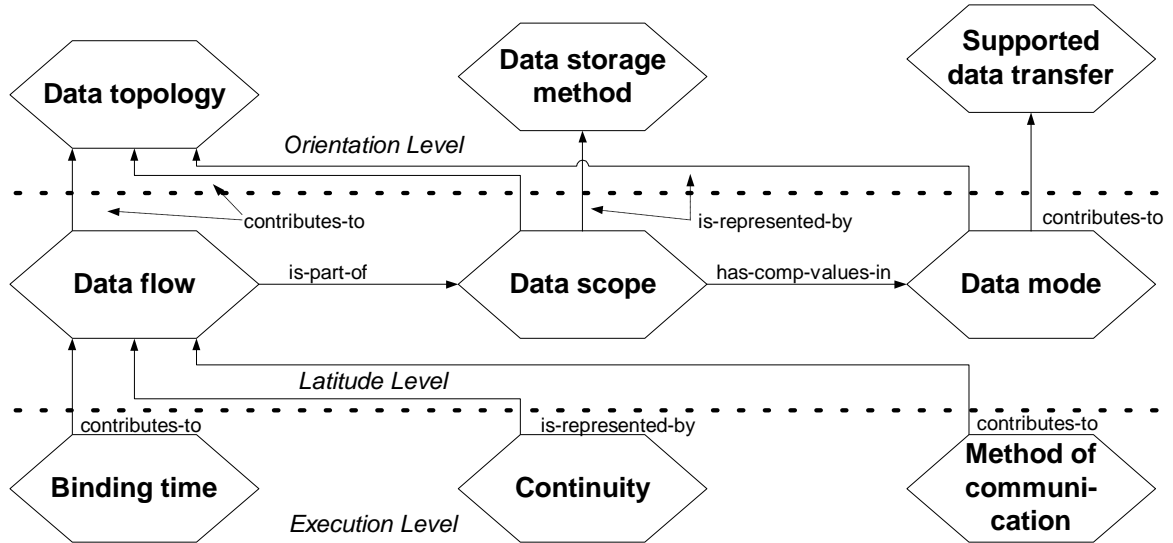 Data topology
Data storage
method
Supported
data transfer
Orientation Level
contributes-to
is-represented-by
contributes-to
Data flow
is-part-of
Data scope
has-comp-values-in
Data mode
Latitude Level
contributes-to
is-represented-by
contributes-to
Binding time
Continuity
Method of
communi-
cation
Execution Level